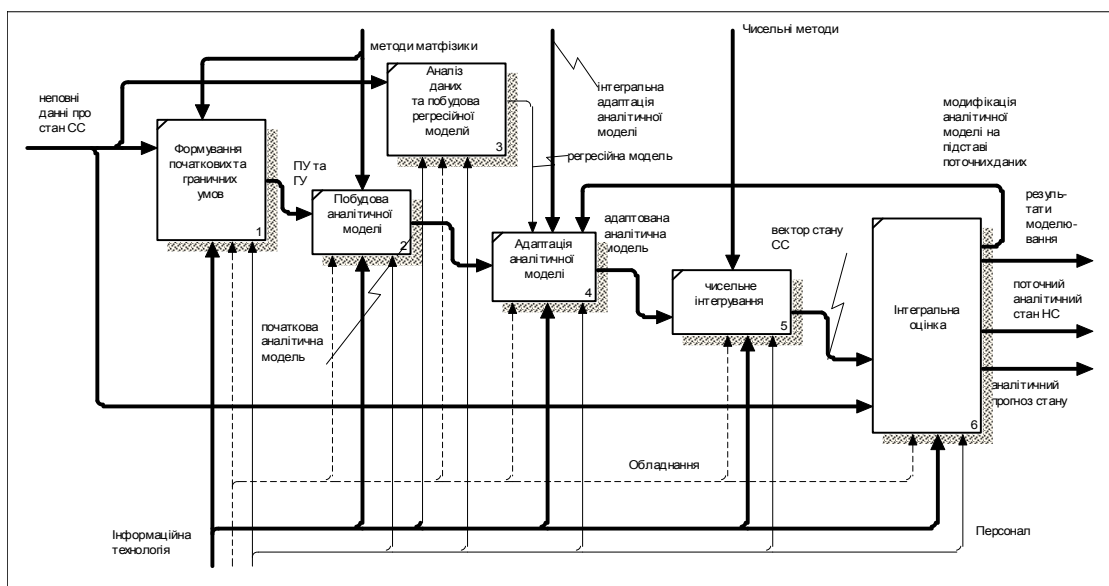 методи матфізики
Чисельні методи
неповні
данні про
стан СС
Аналіз
даних
та побудова
регресійної
моделій
3
інтегральна
адаптація
аналітичної
моделі
модифікація
аналітичної
моделі на
підставі
поточних даних
Формування
початкових та
граничних
умов
1
ПУ та
ГУ
регресійна модель
Побудова
аналітичної
моделі
2
Адаптація
аналітичної
моделі
4
адаптована
аналітична
модель
вектор стану
СС
резуль-
тати
моделю-
вання
чисельне
інтегрування
5
поточний
аналітичний
стан НС
Інтегральна
оцінка
6
початкова
аналітична
модель
аналітичний
прогноз стану
Обладнання
Інформаційна
технологія
Персонал